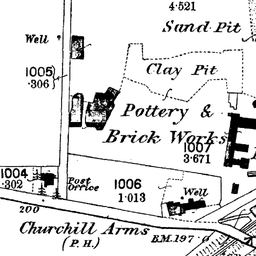 4.521
Sand Pit
Well
Clay Pit
1005
.306
Pottery &
Brick Works
1007
3.671
1004
.302
Post
Office
1006
1.013
Well
200
Churchill Arms
(P.H.)
B.M.197.6